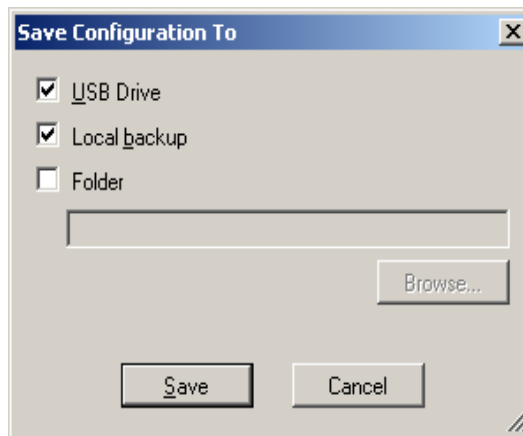 Save Configuration To
USB Drive
Local backup
Folder
Browse...
Save
Cancel